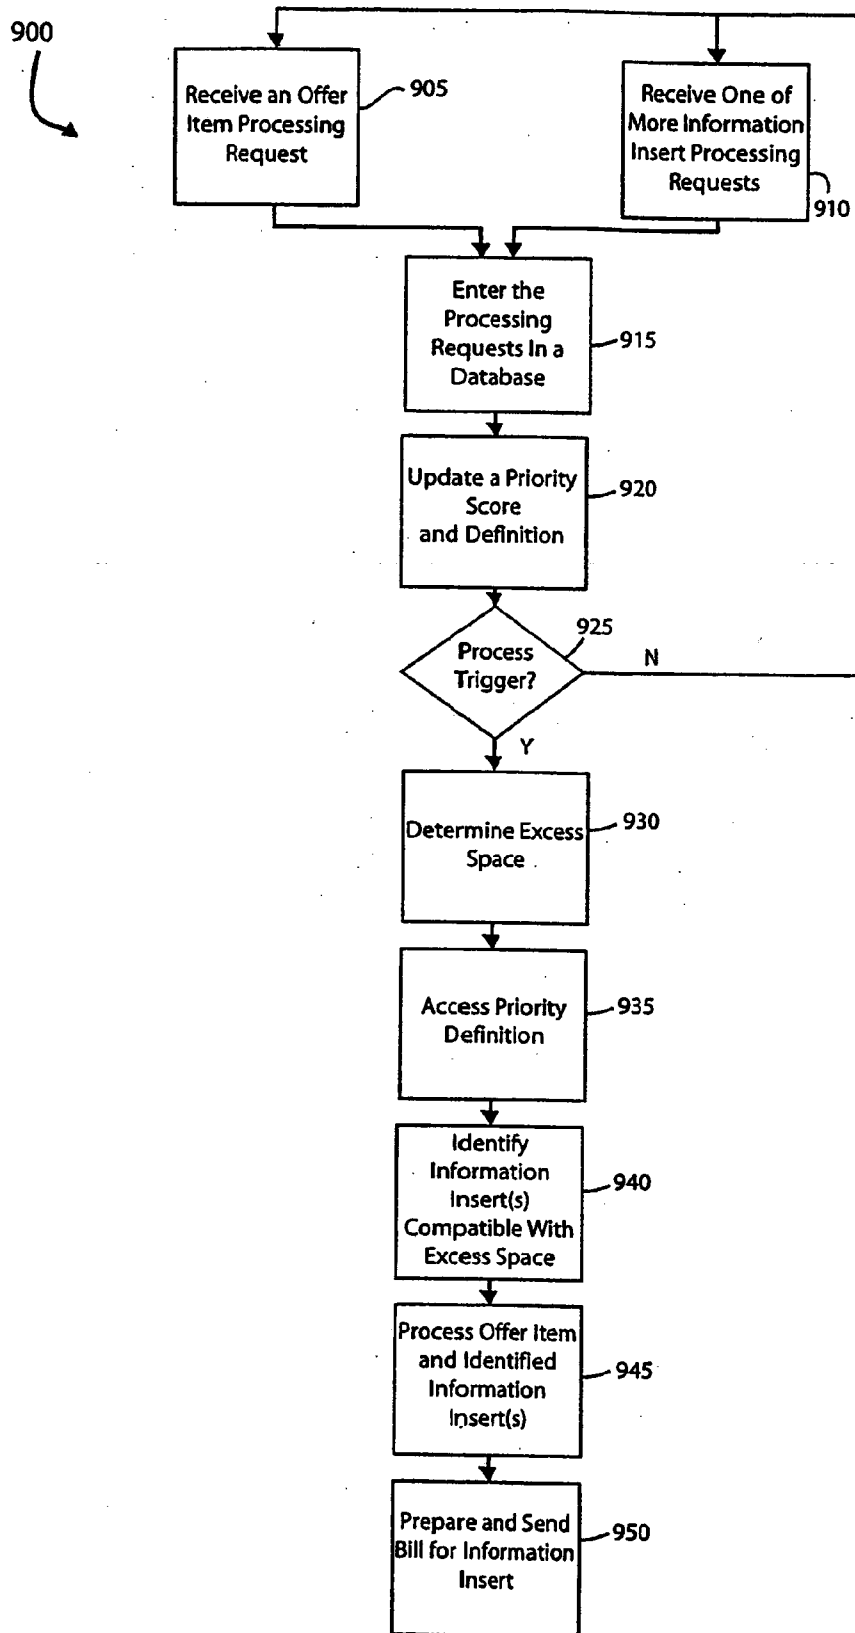 900
Receive an Offer
Item Processing
Request
905
Receive One of
More Information
Insert Processing
Requests
910
Enter the
Processing
Requests In a
Database
915
Update a Priority
Score
and Definition
920
Process
Trigger?
925
N
Y
Determine Excess
Space
930
Access Priority
Definition
935
Identify
Information
Insert(s)
Compatible With
Excess Space
940
Process Offer Item
and Identified
Information
Insert(s)
945
Prepare and Send
Bill for Information
Insert
950